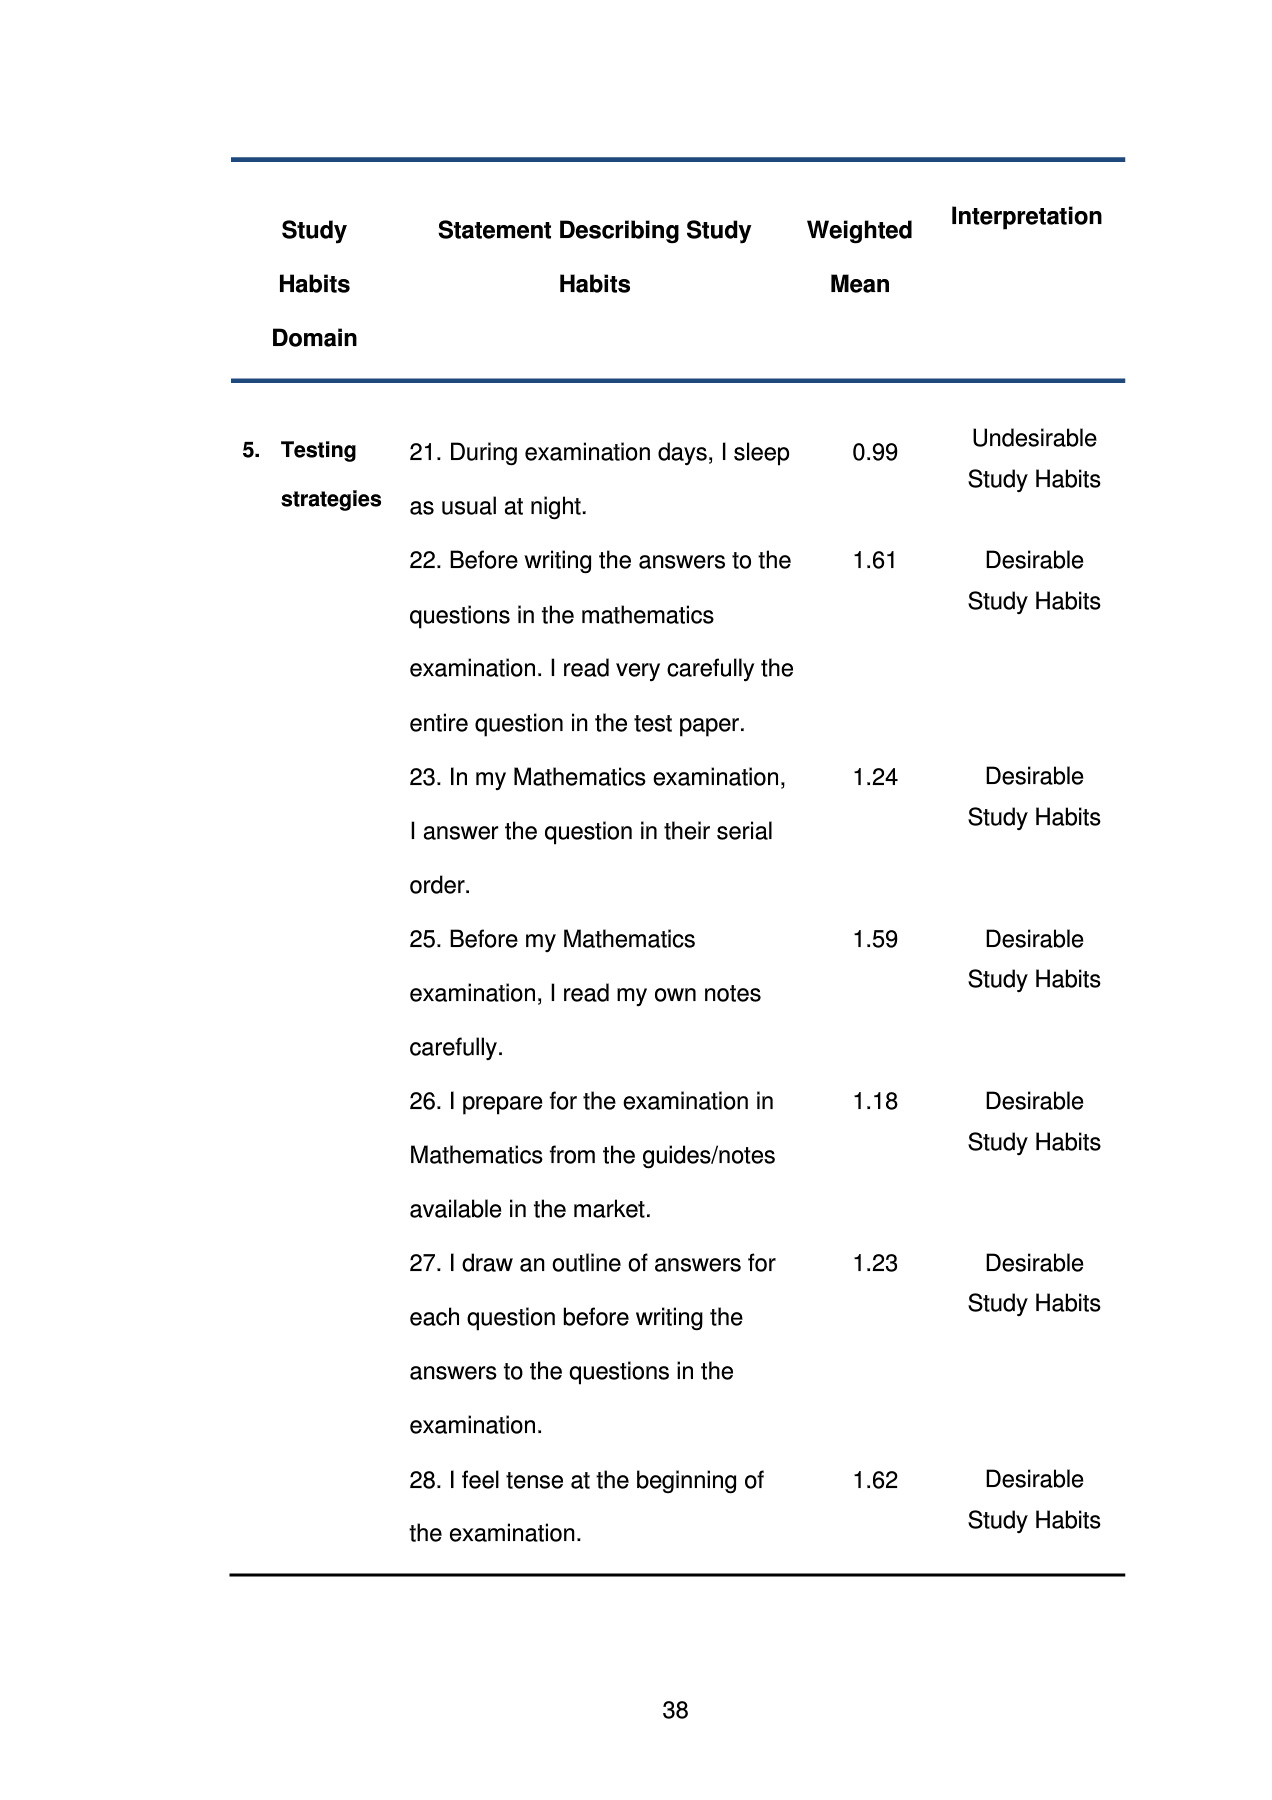 Study Habits Domain
Statement Describing Study Habits
Weighted Mean
Interpretation
5. Testing strategies
21. During examination days, I sleep
as usual at night.
0.99
Undesirable
Study Habits
22. Before writing the answers to the
questions in the mathematics
examination. I read very carefully the
entire question in the test paper.
1.61
Desirable
Study Habits
23. In my Mathematics examination,
I answer the question in their serial
order.
1.24
Desirable
Study Habits
25. Before my Mathematics
examination, I read my own notes
carefully.
1.59
Desirable
Study Habits
26. I prepare for the examination in
Mathematics from the guides/notes
available in the market.
1.18
Desirable
Study Habits
27. I draw an outline of answers for
each question before writing the
answers to the questions in the
examination.
1.23
Desirable
Study Habits
28. I feel tense at the beginning of
the examination.
1.62
Desirable
Study Habits
38